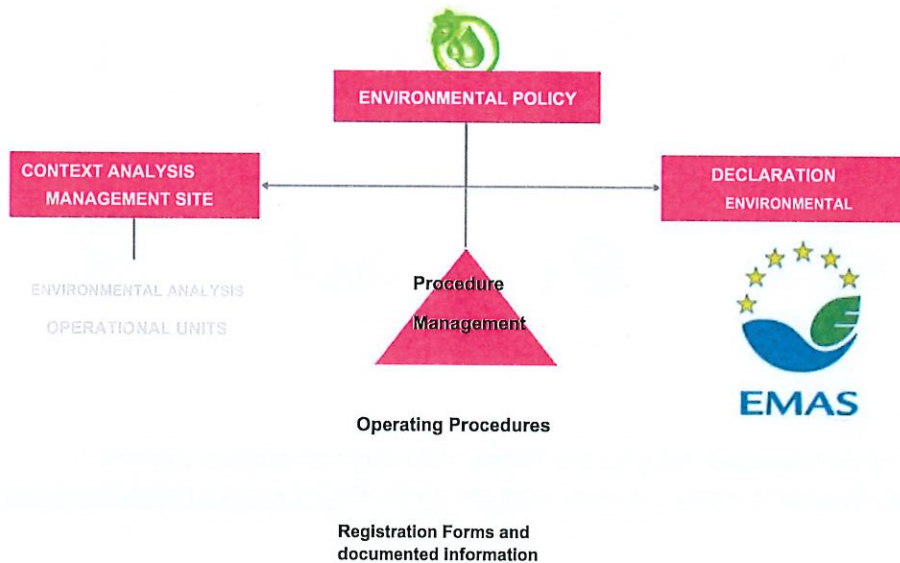 ENVIRONMENTAL POLICY
CONTEXT ANALYSIS
MANAGEMENT SITE
DECLARATION
ENVIRONMENTAL
ENVIRONMENTAL ANALYSIS
OPERATIONAL UNITS
Procedure
Management
EMAS
Operating Procedures
Registration Forms and
documented information